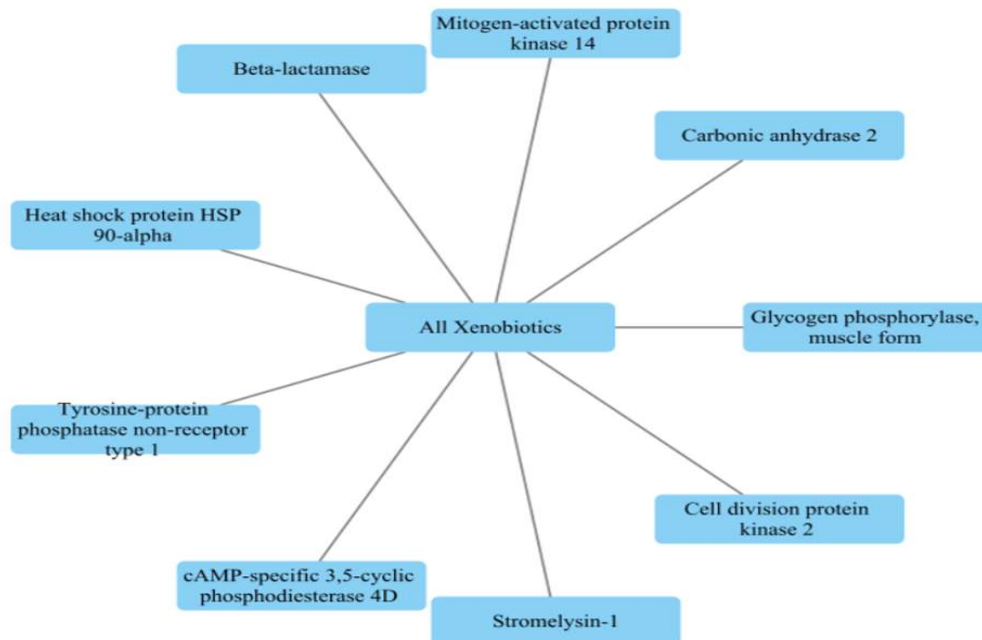 Mitogen-activated protein
kinase 14
Beta-lactamase
Carbonic anhydrase 2
Heat shock protein HSP
90-alpha
All Xenobiotics
Glycogen phosphorylase,
muscle form
Tyrosine-protein
phosphatase non-receptor
type 1
Cell division protein
kinase 2
cAMP-specific 3,5-cyclic
phosphodiesterase 4D
Stromelysin-1